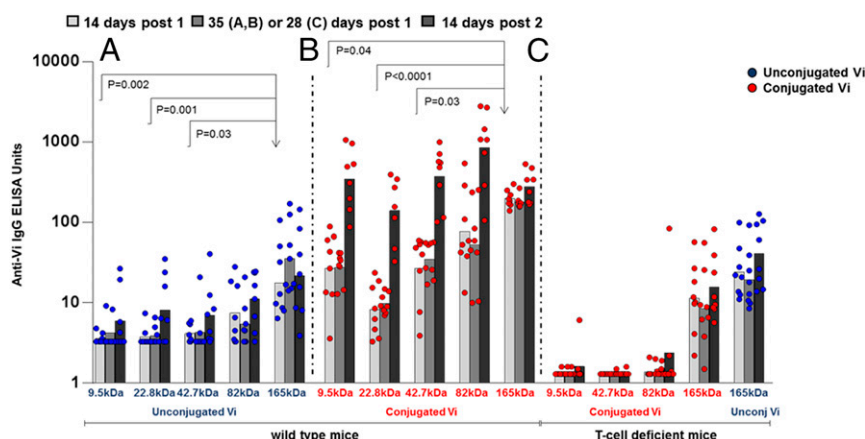 14 days post 1 35 (A,B) or 28 (C) days post 1 14 days post 2
A B C
Unconjugated Vi
Conjugated Vi
P=0.002
P=0.001
P=0.03
P=0.04
P<0.0001
P=0.03
Anti-Vi IgG ELISA Units
10000
1000
100
10
1
9.5kDa 22.8kDa 42.7kDa 82kDa 165kDa 9.5kDa 22.8kDa 42.7kDa 82kDa 165kDa 9.5kDa 42.7kDa 82kDa 165kDa 165kDa
Unconjugated Vi Conjugated Vi Conjugated Vi Unconj Vi
wild type mice T-cell deficient mice